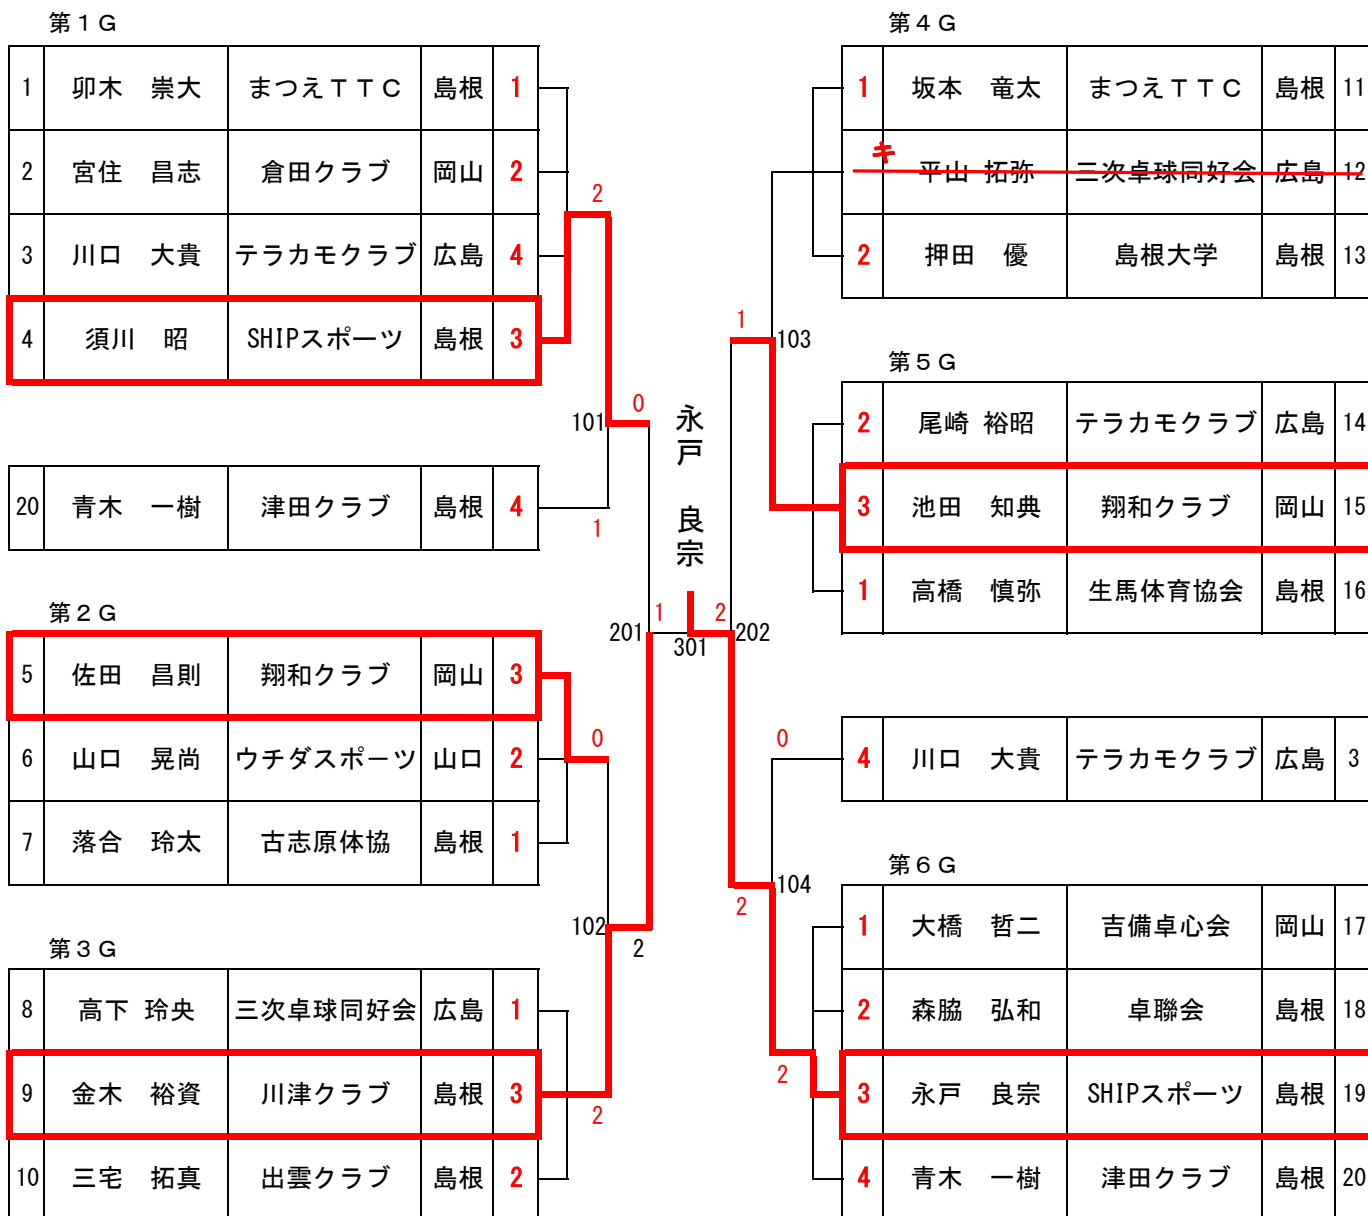 第１Ｇ
1 卯木　崇大 まつえＴＴＣ 島根 1
2 宮住　昌志 倉田クラブ 岡山 2
3 川口　大貴 テラカモクラブ 広島 4
4 須川　昭 SHIPスポーツ 島根 3
20 青木　一樹 津田クラブ 島根 4
第２Ｇ
5 佐田　昌則 翔和クラブ 岡山 3
6 山口　晃尚 ウチダスポーツ 山口 2
7 落合　玲太 古志原体協 島根 1
第３Ｇ
8 高下 玲央 三次卓球同好会 広島 1
9 金木　裕資 川津クラブ 島根 3
10 三宅　拓真 出雲クラブ 島根 2
2
101
0
1
0
102
2
2
201
1
永戸　良宗
301
2
202
1
103
0
104
2
2
第４Ｇ
1 坂本　竜太 まつえＴＴＣ 島根 11
キ 平山 拓弥 三次卓球同好会 広島 12
2 押田　優 島根大学 島根 13
第５Ｇ
2 尾崎 裕昭 テラカモクラブ 広島 14
3 池田　知典 翔和クラブ 岡山 15
1 高橋　慎弥 生馬体育協会 島根 16
4 川口　大貴 テラカモクラブ 広島 3
第６Ｇ
1 大橋　哲二 吉備卓心会 岡山 17
2 森脇　弘和 卓聯会 島根 18
3 永戸　良宗 SHIPスポーツ 島根 19
4 青木　一樹 津田クラブ 島根 20